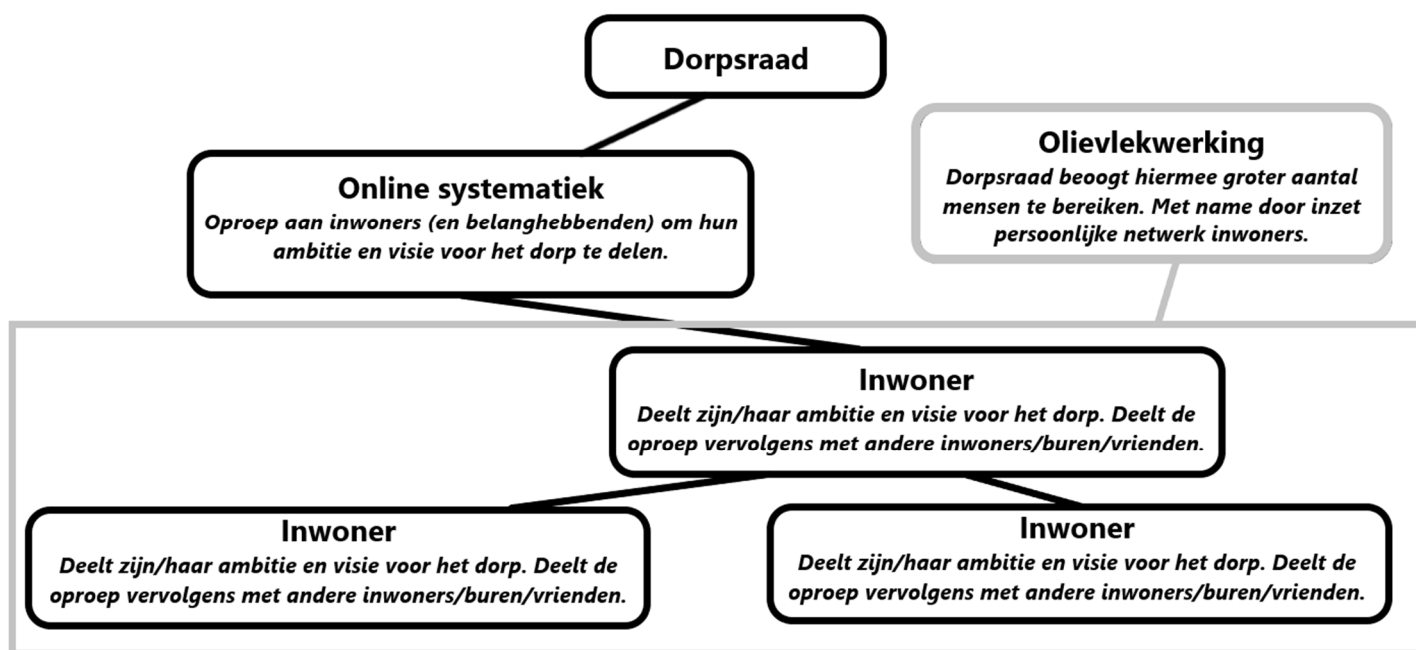 Dorpsraad
Olievlekwerking
Dorpsraad beoogt hiermee groter aantal
mensen te bereiken. Met name door inzet
persoonlijke netwerk inwoners.
Online systematiek
Oproep aan inwoners (en belanghebbenden) om hun
ambitie en visie voor het dorp te delen.
Inwoner
Deelt zijn/haar ambitie en visie voor het dorp. Deelt de
oproep vervolgens met andere inwoners/buren/vrienden.
Inwoner
Deelt zijn/haar ambitie en visie voor het dorp. Deelt de
oproep vervolgens met andere inwoners/buren/vrienden.
Inwoner
Deelt zijn/haar ambitie en visie voor het dorp. Deelt de
oproep vervolgens met andere inwoners/buren/vrienden.